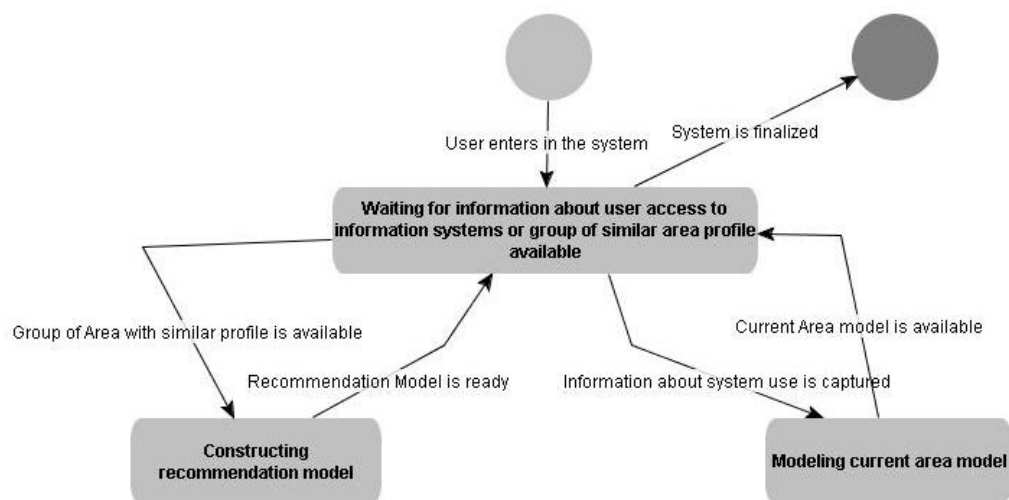 User enters in the system
System is finalized
Waiting for information about user access to
information systems or group of similar area profile
available
Group of Area with similar profile is available
Current Area model is available
Recommendation Model is ready
Information about system use is captured
Constructing
recommendation model
Modeling current area model